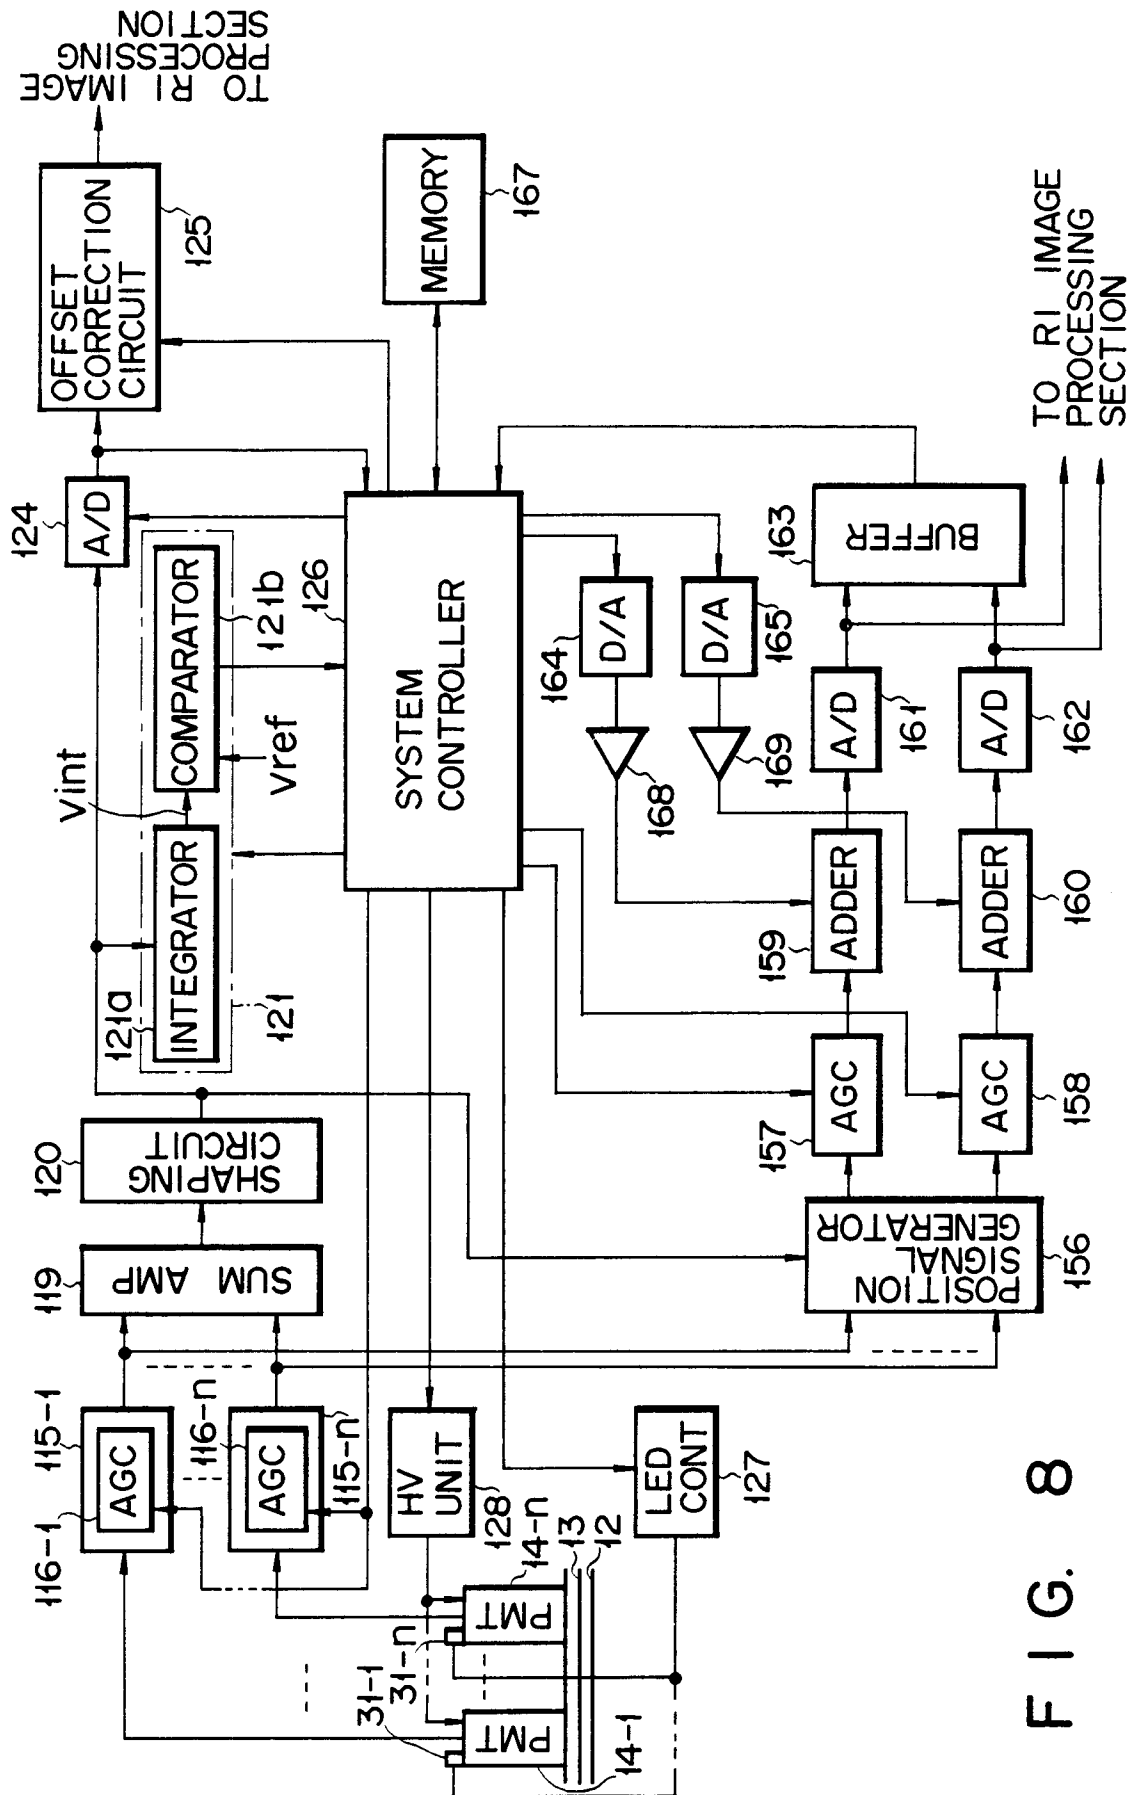 TO RI IMAGE
PROCESSING
SECTION
OFFSET
CORRECTION
CIRCUIT
125
A/D
124
MEMORY
167
Vint
121a
INTEGRATOR
COMPARATOR
121b
Vref
121
126
SYSTEM
CONTROLLER
120
SHAPING
CIRCUIT
119
SUM AMP
115-1
116-1
AGC
116-n
AGC
115-n
HV
UNIT
128
LED
CONT
127
31-1
31-n
PMT
14-n
PMT
14-1
13
12
D/A
164
D/A
165
168
169
BUFFER
163
A/D
161
A/D
162
ADDER
159
ADDER
160
AGC
157
AGC
158
POSITION
SIGNAL
GENERATOR
156
TO RI IMAGE
PROCESSING
SECTION
FIG. 8